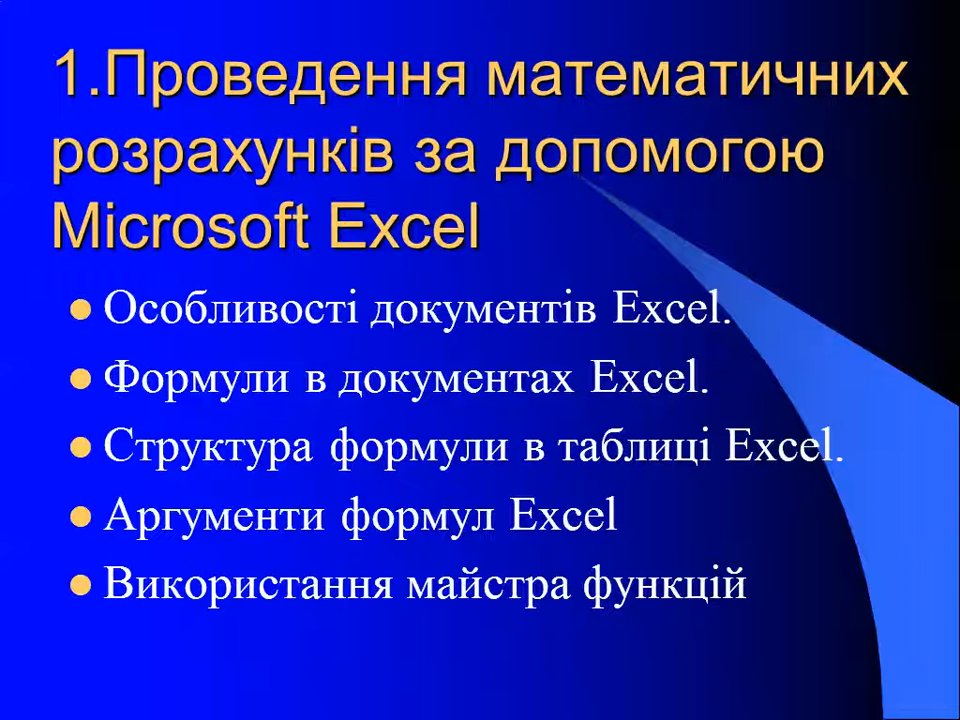 1.Проведення математичних
розрахунків за допомогою
Microsoft Excel
Особливості документів Excel.
Формули в документах Excel.
Структура формули в таблиці Excel.
Аргументи формул Excel
Використання майстра функцій